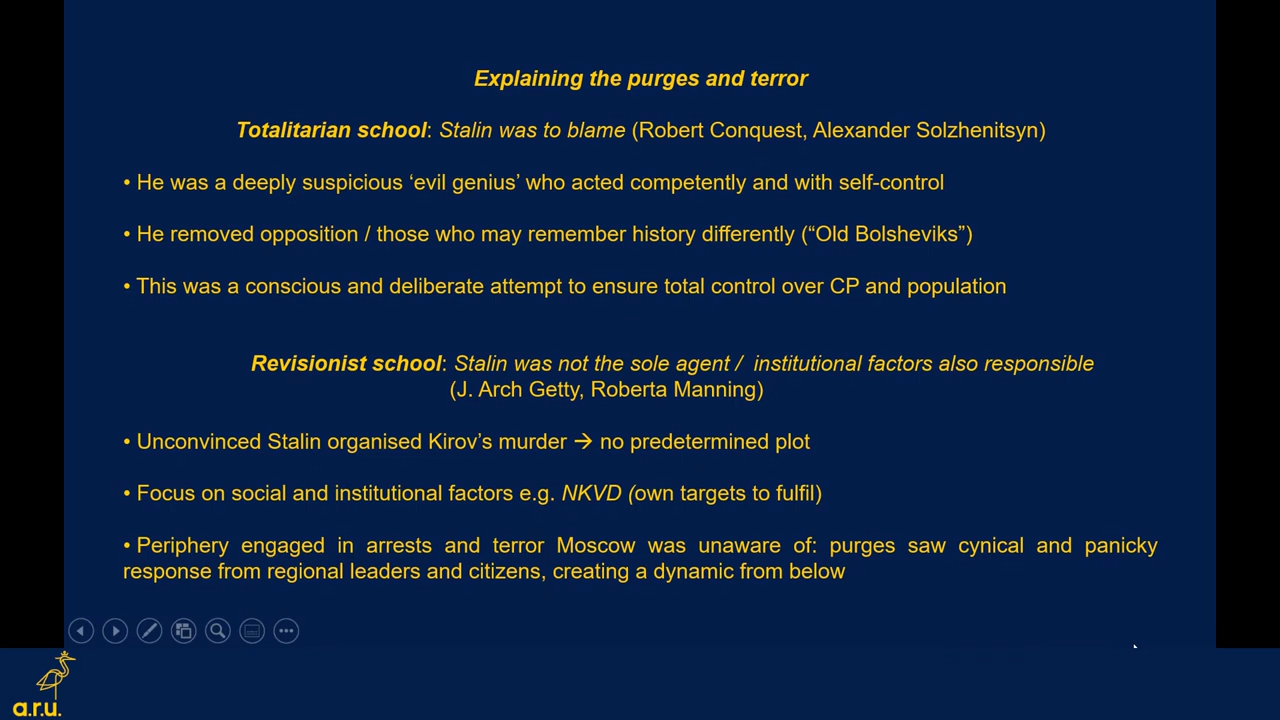 Explaining the purges and terror
Totalitarian school: Stalin was to blame (Robert Conquest, Alexander Solzhenitsyn)
• He was a deeply suspicious ‘evil genius’ who acted competently and with self-control
• He removed opposition / those who may remember history differently (“Old Bolsheviks”)
• This was a conscious and deliberate attempt to ensure total control over CP and population
Revisionist school: Stalin was not the sole agent / institutional factors also responsible
(J. Arch Getty, Roberta Manning)
• Unconvinced Stalin organised Kirov’s murder → no predetermined plot
• Focus on social and institutional factors e.g. NKVD (own targets to fulfil)
• Periphery engaged in arrests and terror Moscow was unaware of: purges saw cynical and panicky
response from regional leaders and citizens, creating a dynamic from below
a.r.u.